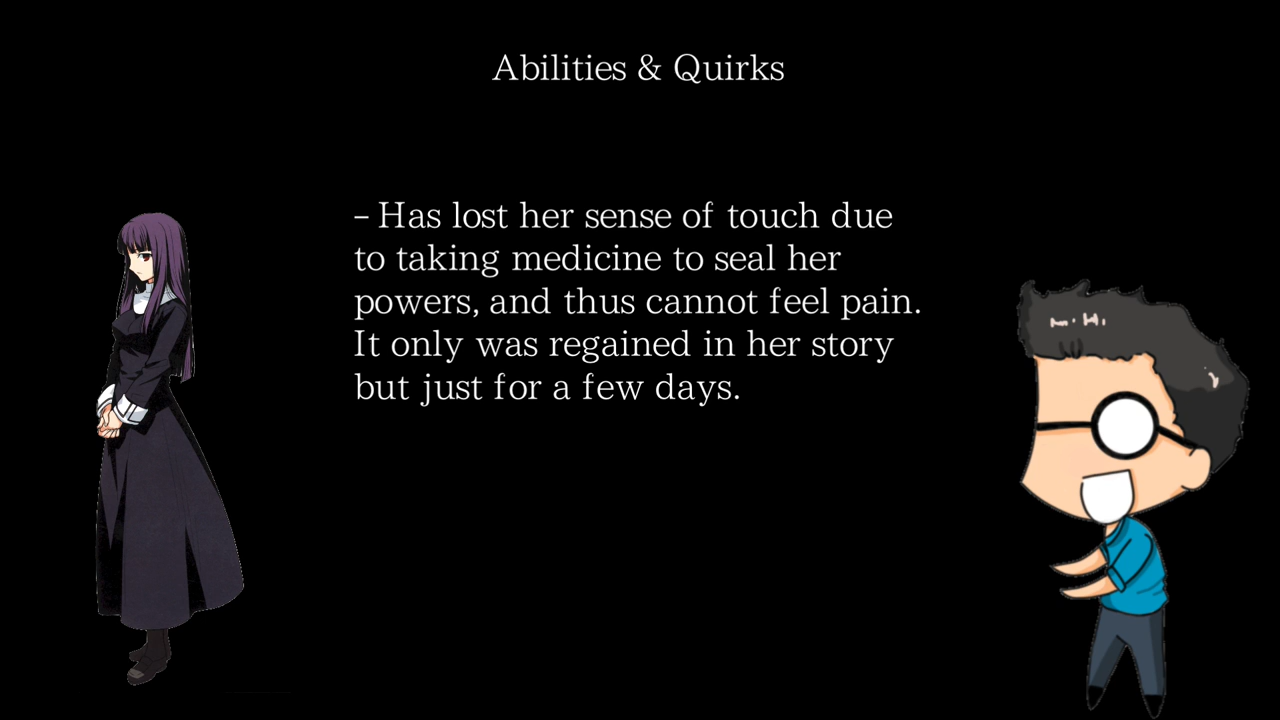 Abilities & Quirks
– Has lost her sense of touch due
to taking medicine to seal her
powers, and thus cannot feel pain.
It only was regained in her story
but just for a few days.